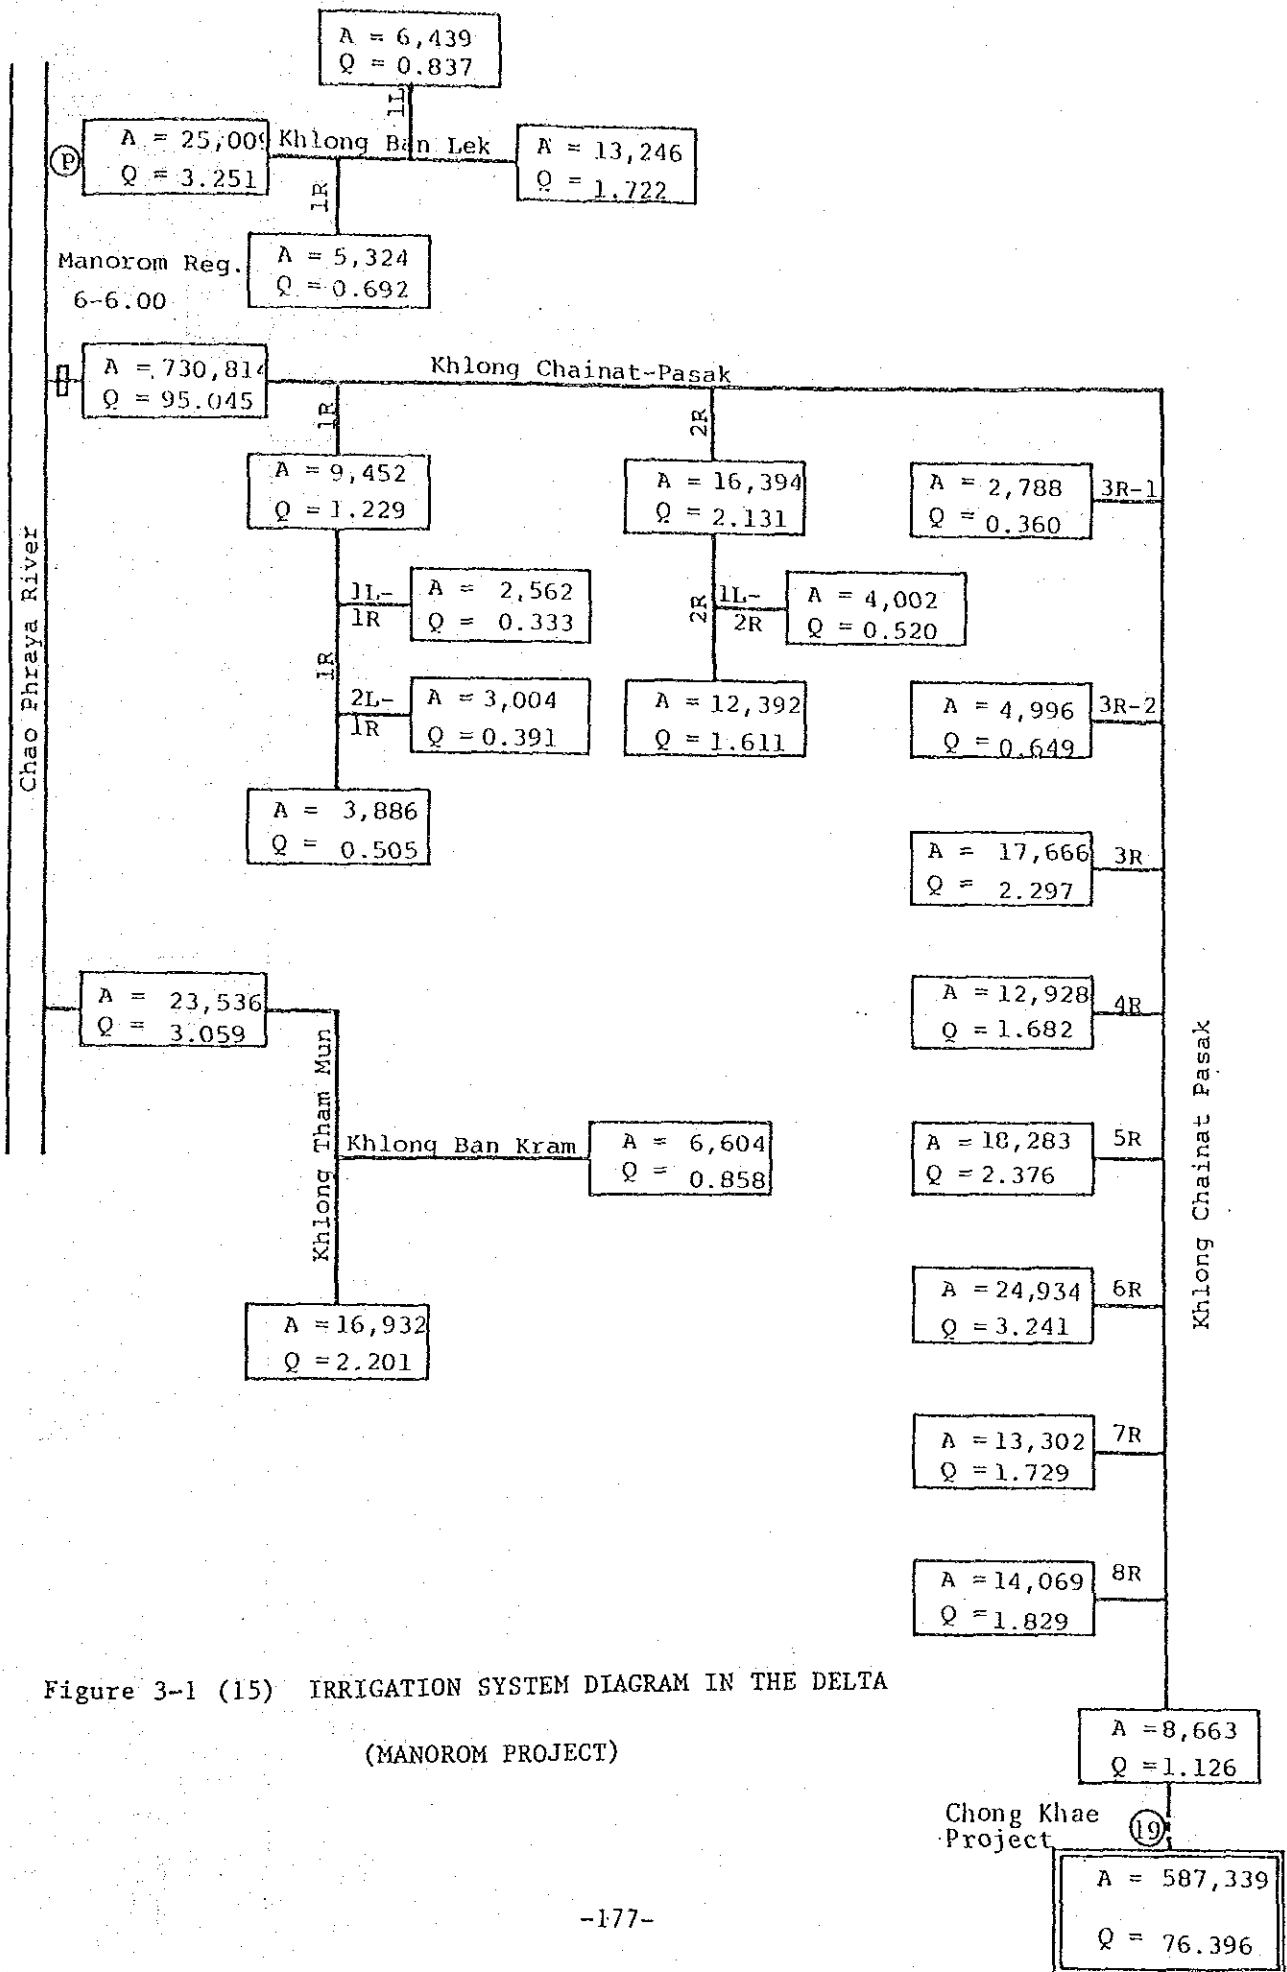 A = 6,439
Q = 0.837
1L
P
A = 25,009
Q = 3.251
Khlong Ban Lek
A = 13,246
Q = 1.722
1R
A = 5,324
Q = 0.692
Manorom Reg.
6-6.00
A = 730,814
Q = 95.045
Khlong Chainat-Pasak
1R
2R
A = 9,452
Q = 1.229
A = 16,394
Q = 2.131
A = 2,788
Q = 0.360
3R-1
Chao Phraya River
1L-
1R
A = 2,562
Q = 0.333
2R
1L-
2R
A = 4,002
Q = 0.520
1R
2L-
1R
A = 3,004
Q = 0.391
A = 12,392
Q = 1.611
A = 4,996
Q = 0.649
3R-2
A = 3,886
Q = 0.505
A = 17,666
Q = 2.297
3R
A = 23,536
Q = 3.059
A = 12,928
Q = 1.682
4R
Khlong Tham Mun
Khlong Ban Kram
A = 6,604
Q = 0.858
A = 18,283
Q = 2.376
5R
Khlong Chainat Pasak
A = 24,934
Q = 3.241
6R
A = 16,932
Q = 2.201
A = 13,302
Q = 1.729
7R
A = 14,069
Q = 1.829
8R
Figure 3-1 (15) IRRIGATION SYSTEM DIAGRAM IN THE DELTA
(MANOROM PROJECT)
A = 8,663
Q = 1.126
Chong Khae
Project
19
A = 587,339
Q = 76.396
-177-